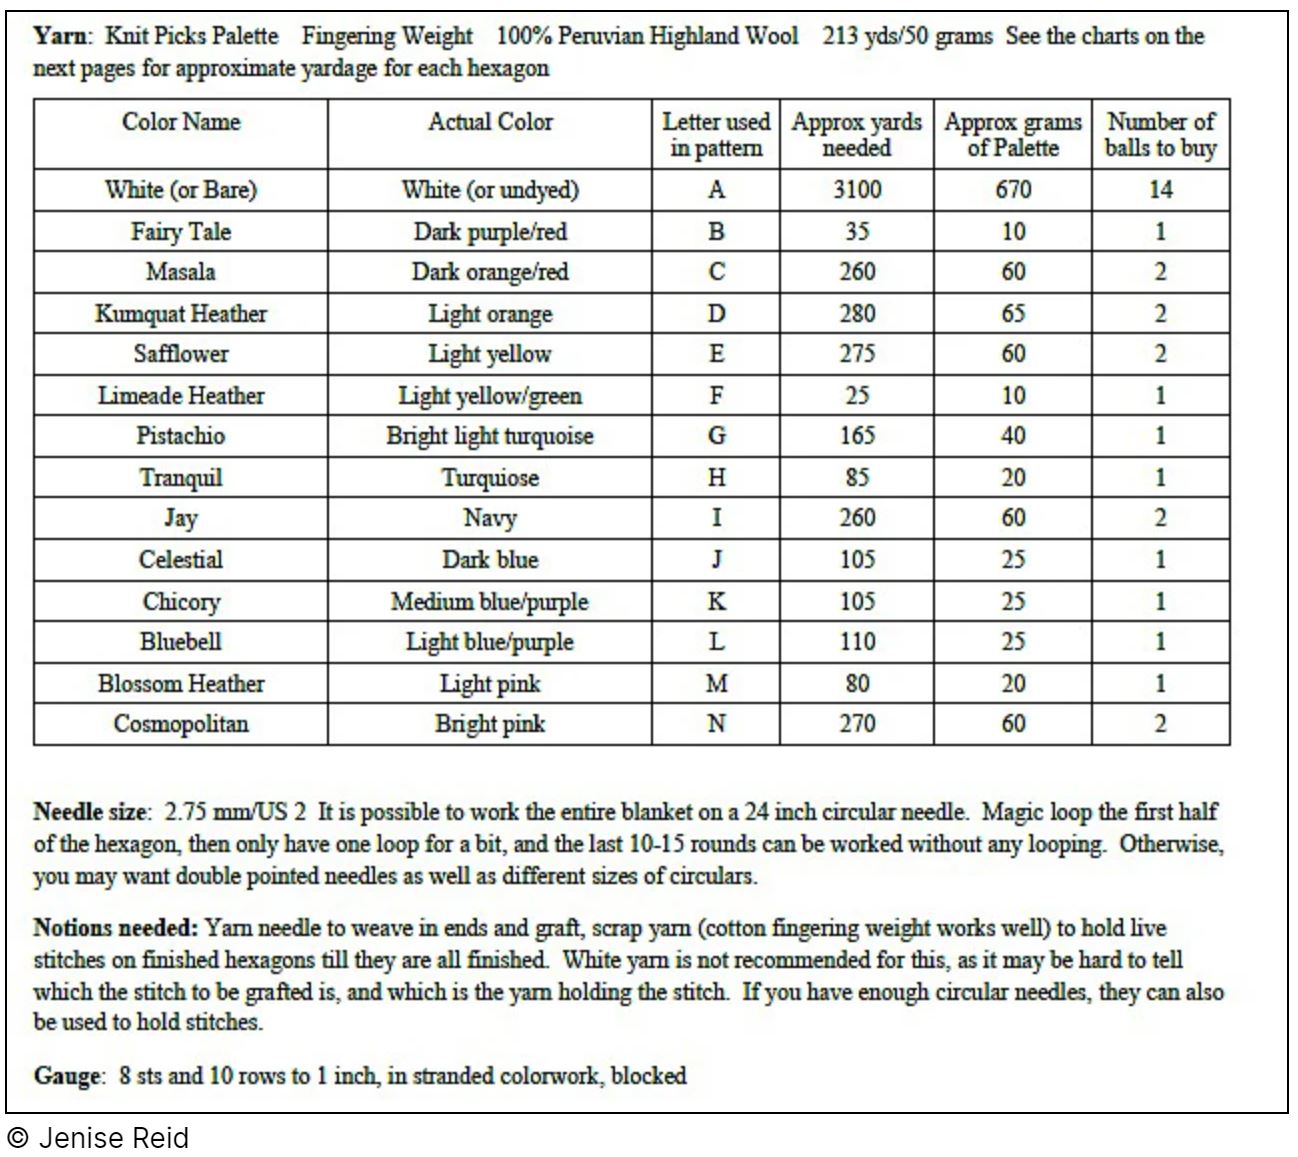 Yarn: Knit Picks Palette Fingering Weight 100% Peruvian Highland Wool 213 yds/50 grams See the charts on the
next pages for approximate yardage for each hexagon
Color Name Actual Color Letter used in pattern Approx yards needed Approx grams of Palette Number of balls to buy
White (or Bare) White (or undyed) A 3100 670 14
Fairy Tale Dark purple/red B 35 10 1
Masala Dark orange/red C 260 60 2
Kumquat Heather Light orange D 280 65 2
Safflower Light yellow E 275 60 2
Limeade Heather Light yellow/green F 25 10 1
Pistachio Bright light turquoise G 165 40 1
Tranquil Turquiose H 85 20 1
Jay Navy I 260 60 2
Celestial Dark blue J 105 25 1
Chicory Medium blue/purple K 105 25 1
Bluebell Light blue/purple L 110 25 1
Blossom Heather Light pink M 80 20 1
Cosmopolitan Bright pink N 270 60 2
Needle size: 2.75 mm/US 2 It is possible to work the entire blanket on a 24 inch circular needle. Magic loop the first half
of the hexagon, then only have one loop for a bit, and the last 10-15 rounds can be worked without any looping. Otherwise,
you may want double pointed needles as well as different sizes of circulars.
Notions needed: Yarn needle to weave in ends and graft, scrap yarn (cotton fingering weight works well) to hold live
stitches on finished hexagons till they are all finished. White yarn is not recommended for this, as it may be hard to tell
which the stitch to be grafted is, and which is the yarn holding the stitch. If you have enough circular needles, they can also
be used to hold stitches.
Gauge: 8 sts and 10 rows to 1 inch, in stranded colorwork, blocked
© Jenise Reid